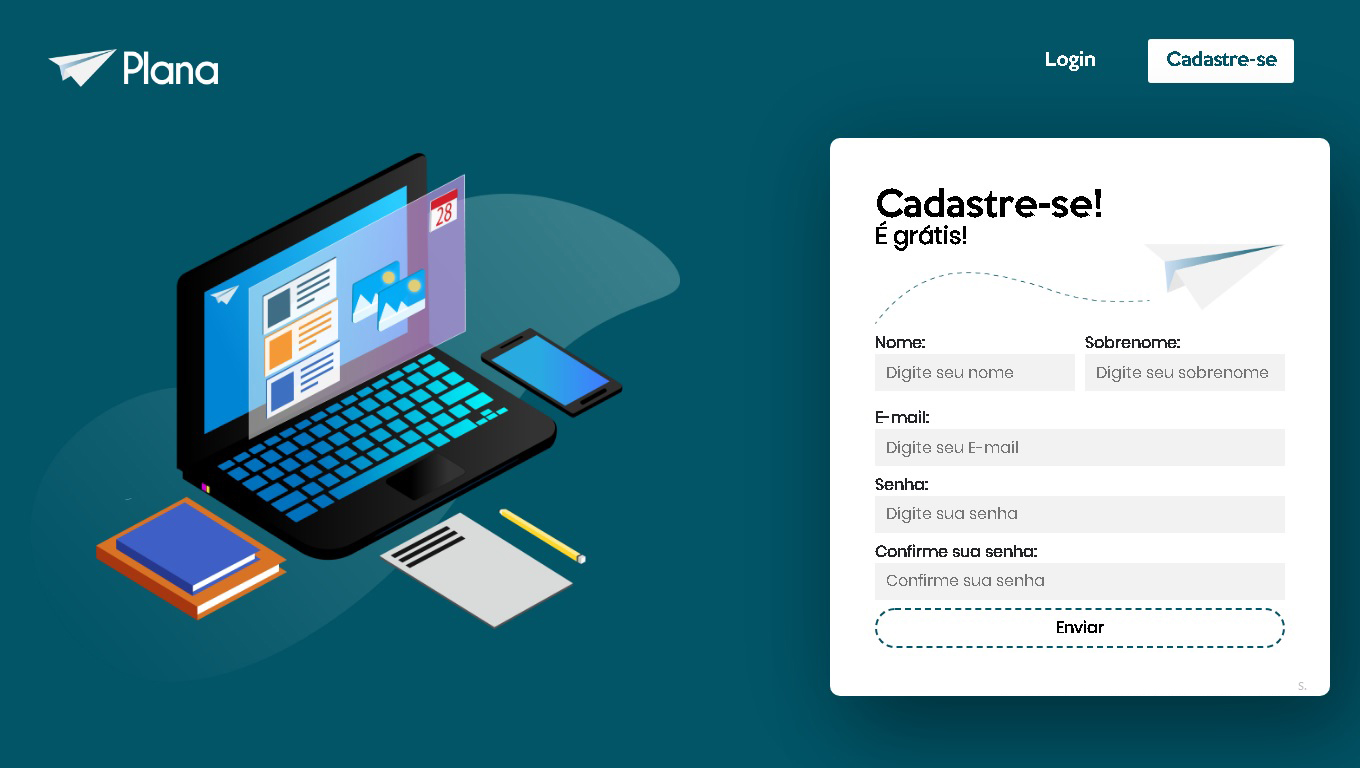 Plana
Login
Cadastre-se
28
Cadastre-se!
É grátis!
Nome:
Sobrenome:
Digite seu nome
Digite seu sobrenome
E-mail:
Digite seu E-mail
Senha:
Digite sua senha
Confirme sua senha:
Confirme sua senha
Enviar
S.